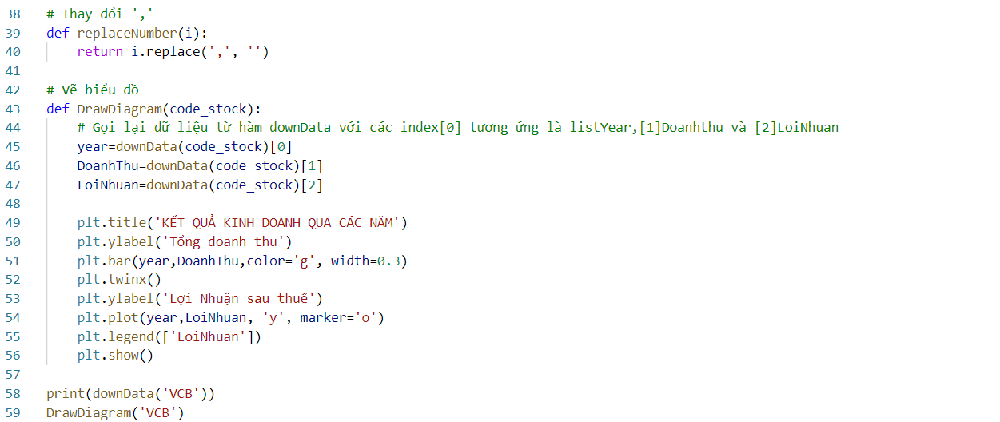 38 # Thay đổi ','
39 def replaceNumber(i):
40     return i.replace(',', '')
41
42 # Vẽ biểu đồ
43 def DrawDiagram(code_stock):
44     # Gọi lại dữ liệu từ hàm downData với các index[0] tương ứng là listYear,[1]Doanhthu và [2]LoiNhuan
45     year=downData(code_stock)[0]
46     DoanhThu=downData(code_stock)[1]
47     LoiNhuan=downData(code_stock)[2]
48
49     plt.title('KẾT QUẢ KINH DOANH QUA CÁC NĂM')
50     plt.ylabel('Tổng doanh thu')
51     plt.bar(year,DoanhThu,color='g', width=0.3)
52     plt.twinx()
53     plt.ylabel('Lợi Nhuận sau thuế')
54     plt.plot(year,LoiNhuan, 'y', marker='o')
55     plt.legend(['LoiNhuan'])
56     plt.show()
57
58 print(downData('VCB'))
59 DrawDiagram('VCB')